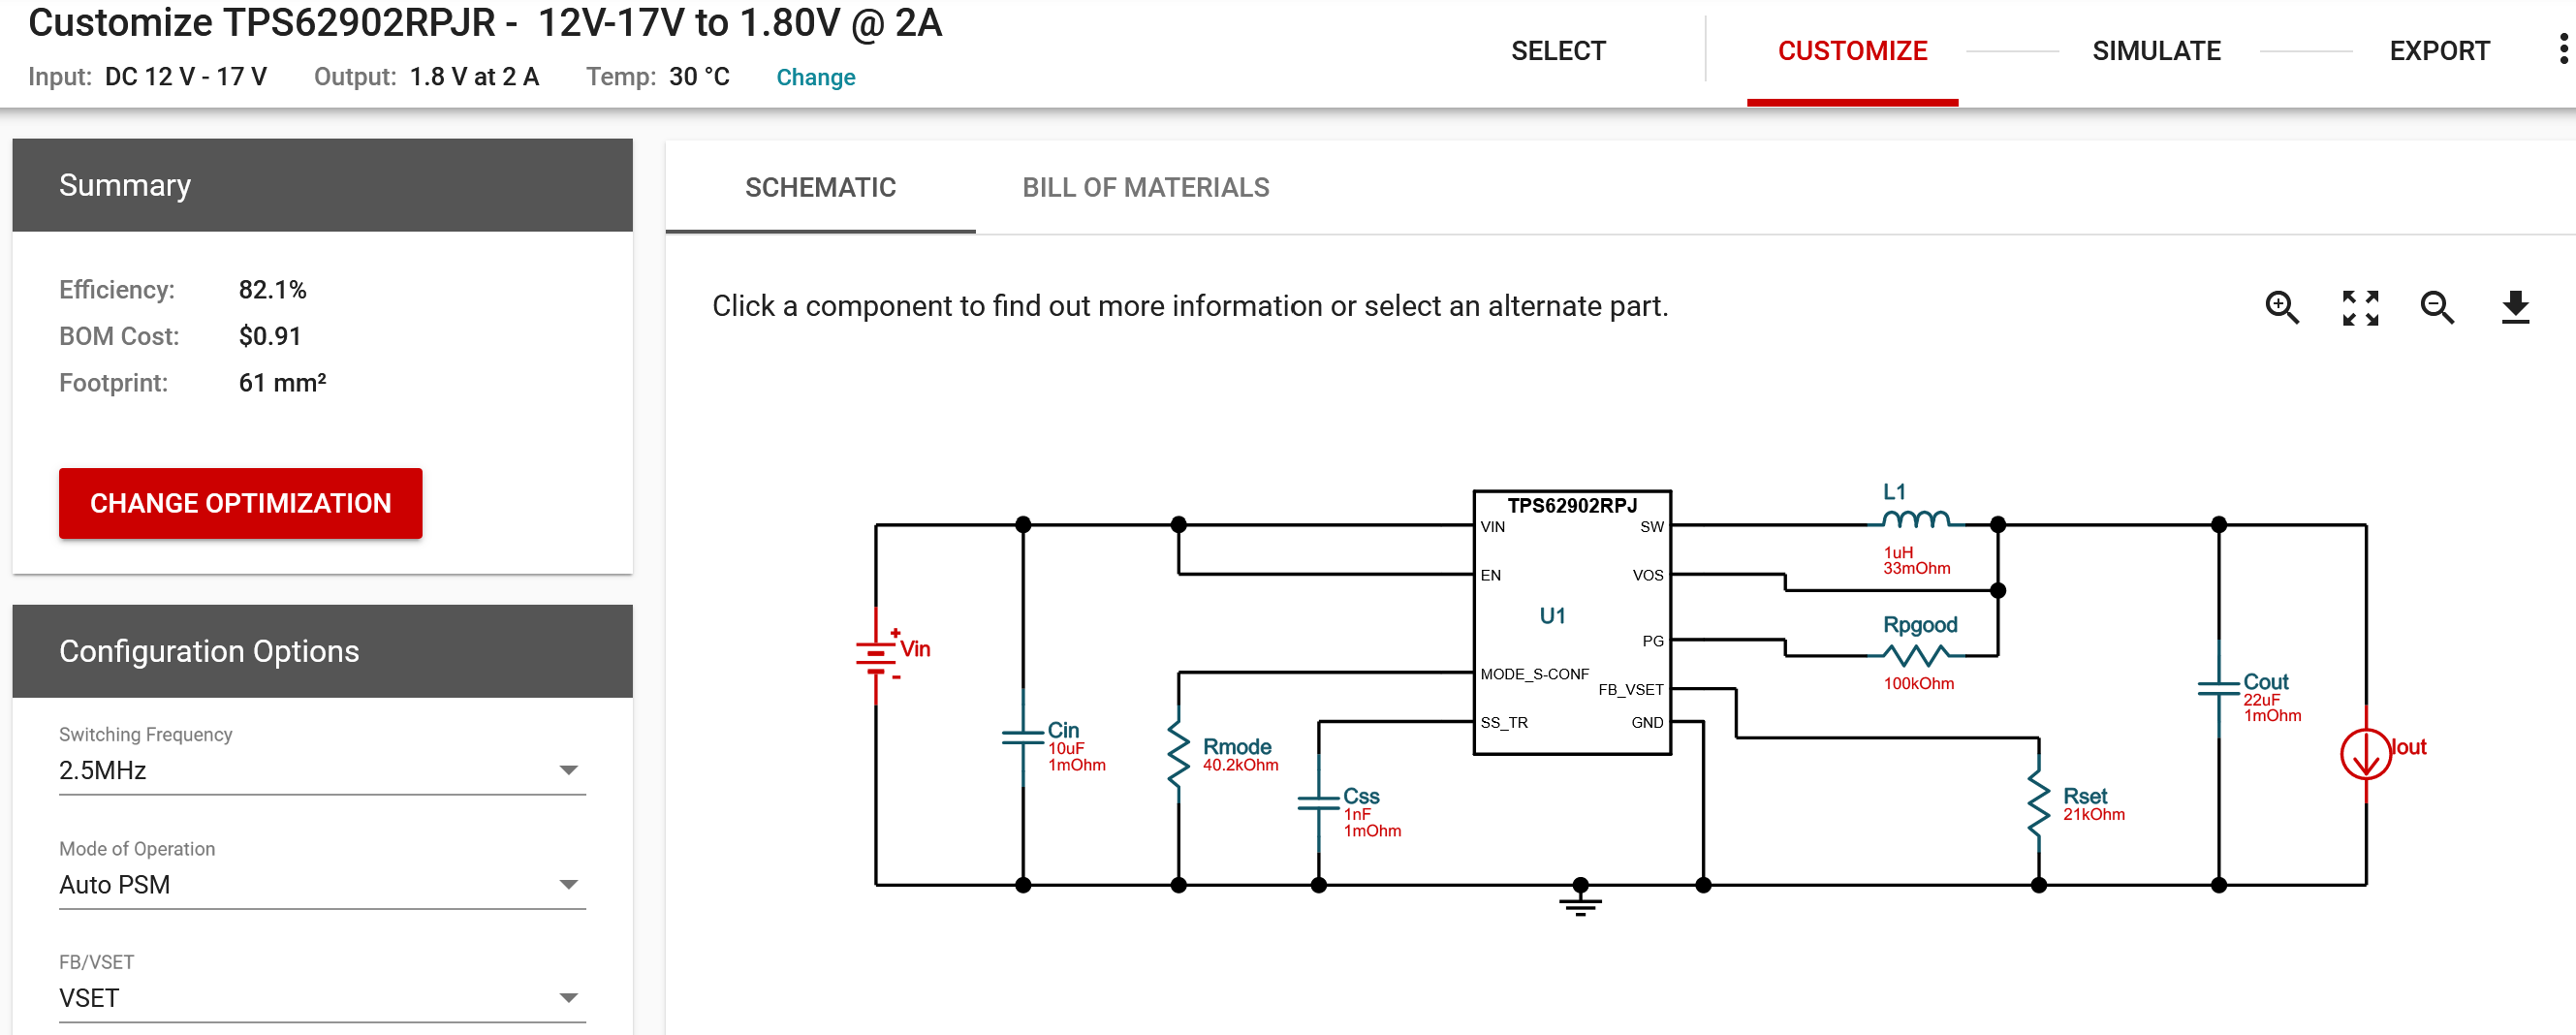 Customize TPS62902RPJR - 12V-17V to 1.80V @ 2A
Input: DC 12 V - 17 V Output: 1.8 V at 2 A Temp: 30 °C Change
SELECT CUSTOMIZE SIMULATE EXPORT
Summary
Efficiency: 82.1%
BOM Cost: $0.91
Footprint: 61 mm²
CHANGE OPTIMIZATION
Configuration Options
Switching Frequency
2.5MHz
Mode of Operation
Auto PSM
FB/VSET
VSET
SCHEMATIC BILL OF MATERIALS
Click a component to find out more information or select an alternate part.
TPS62902RPJ
VIN
SW
EN
VOS
U1
PG
MODE_S-CONF
FB_VSET
SS_TR
GND
L1
1uH
33mOhm
Rpgood
100kOhm
+
Vin
-
Cin
10uF
1mOhm
Rmode
40.2kOhm
Css
1nF
1mOhm
Rset
21kOhm
Cout
22uF
1mOhm
Iout